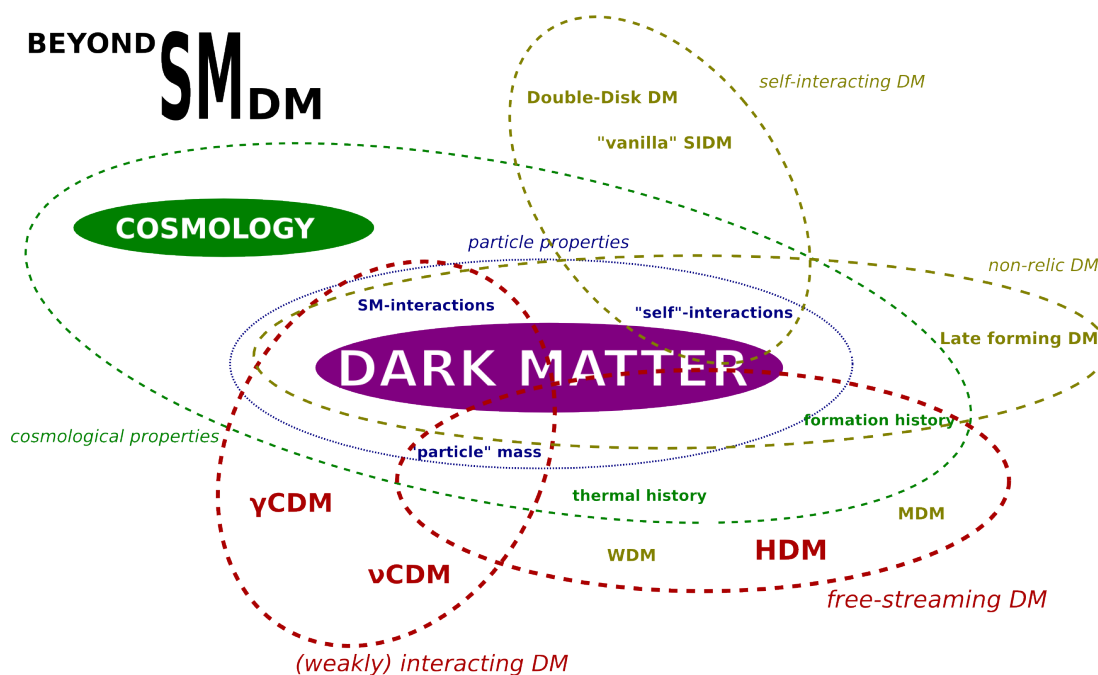 BEYOND SM DM
self-interacting DM
Double-Disk DM
"vanilla" SIDM
COSMOLOGY
particle properties
non-relic DM
SM-interactions
"self"-interactions
Late forming DM
DARK MATTER
formation history
cosmological properties
"particle" mass
thermal history
γCDM
MDM
WDM
HDM
νCDM
free-streaming DM
(weakly) interacting DM